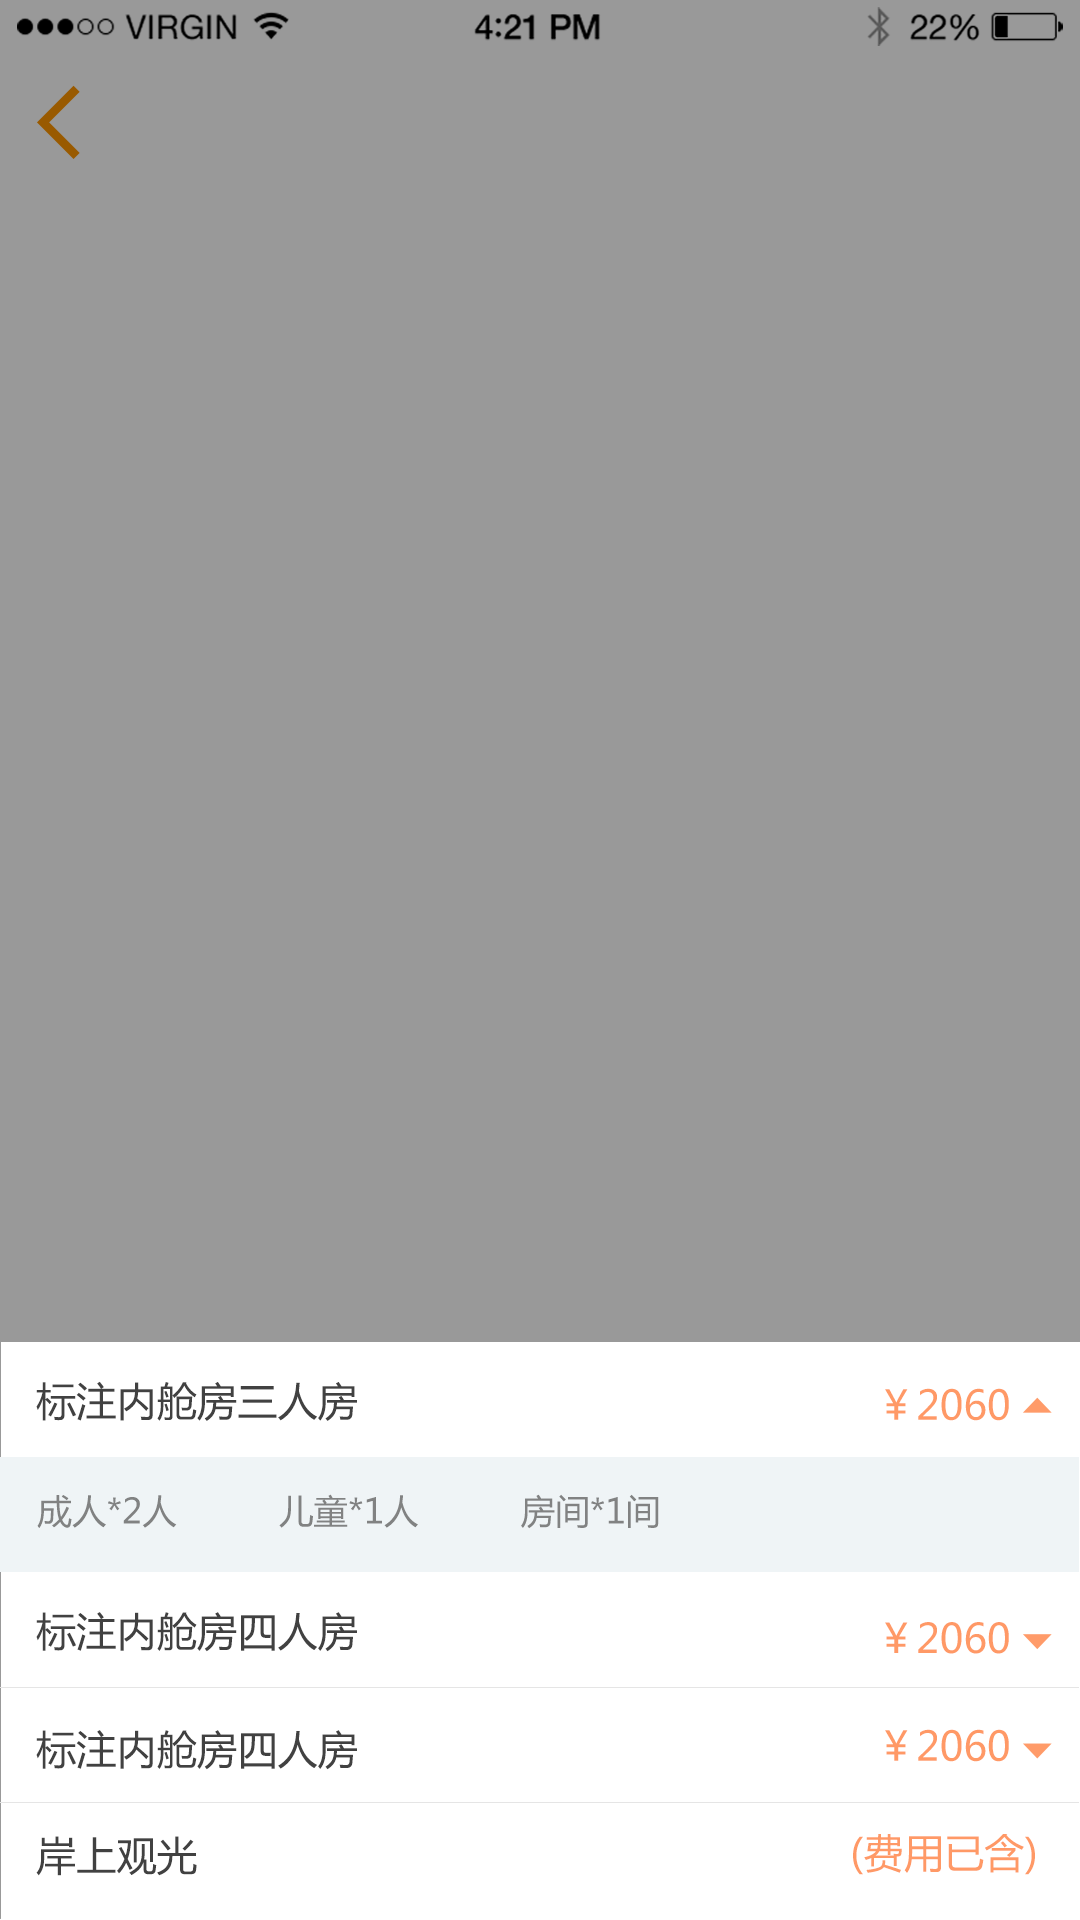 VIRGIN 4:21 PM 22%
标注内舱房三人房 ¥ 2060
成人*2人 儿童*1人 房间*1间
标注内舱房四人房 ¥ 2060
标注内舱房四人房 ¥ 2060
岸上观光 (费用已含)